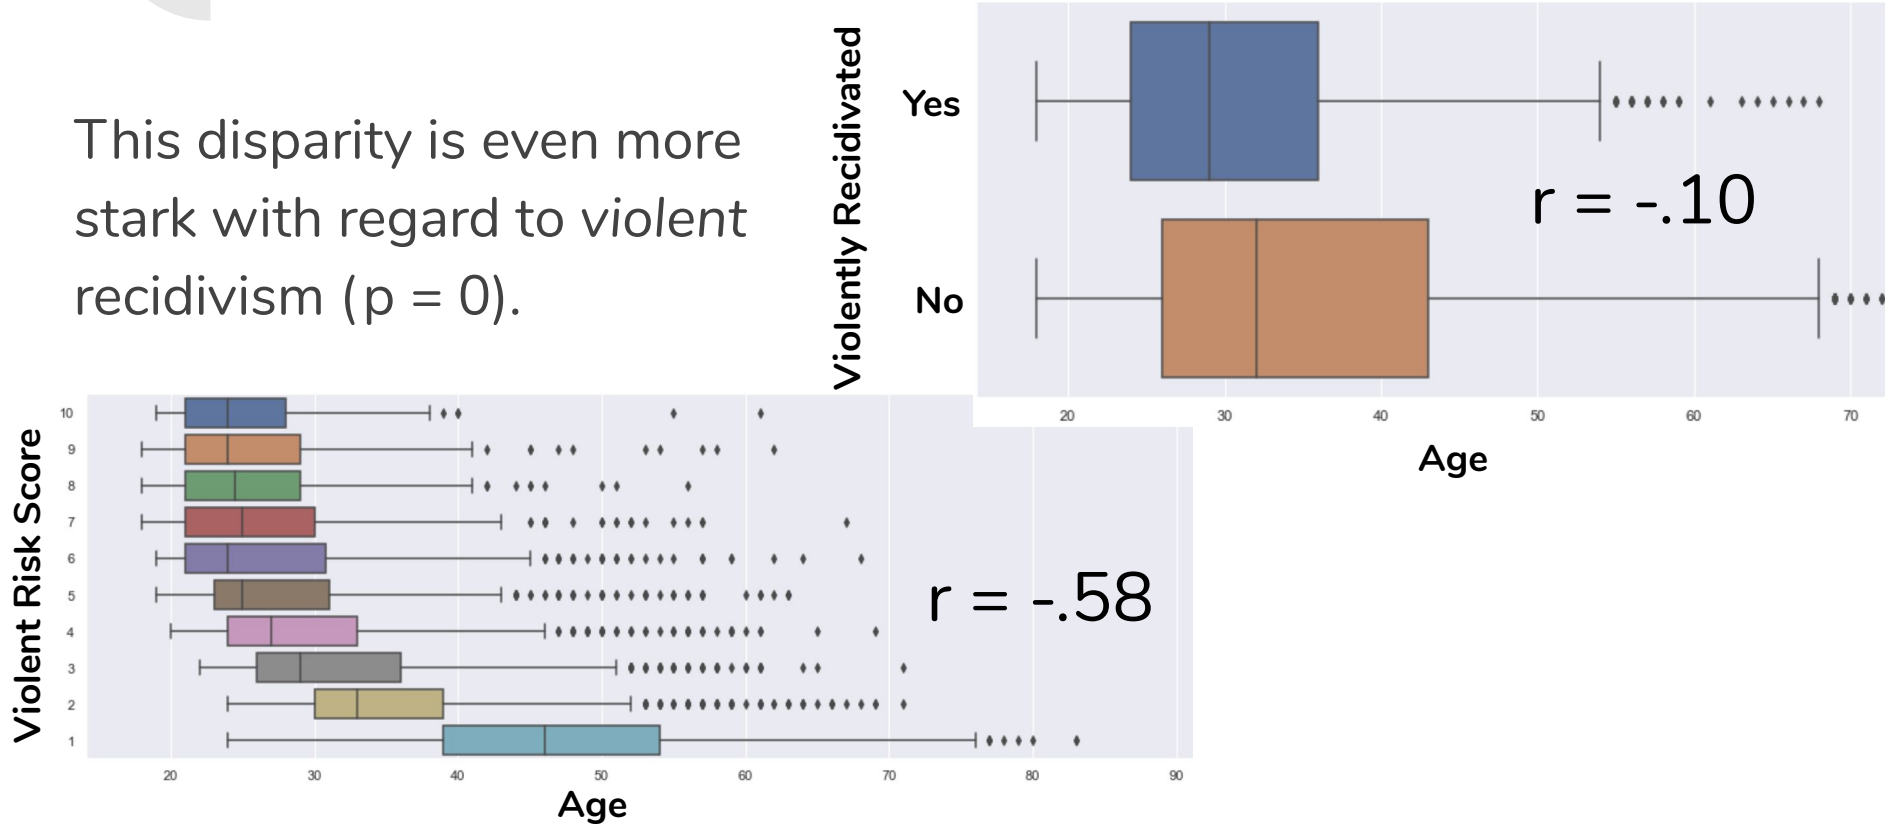 This disparity is even more
stark with regard to violent
recidivism (p = 0).
Violently Recidivated
Yes
No
r = -.10
20 30 40 50 60 70
Age
Violent Risk Score
10
9
8
7
6
5
4
3
2
1
r = -.58
20 30 40 50 60 70 80 90
Age